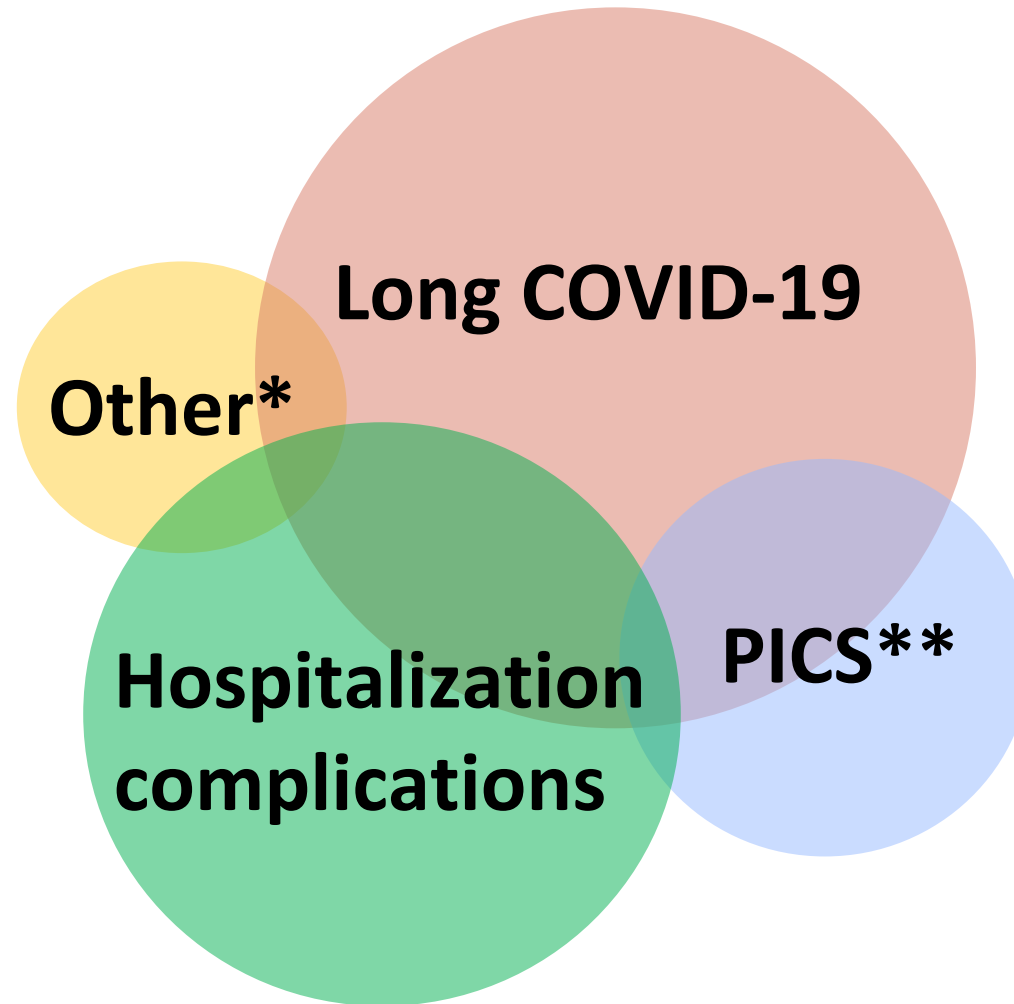 Long COVID-19
Other*
PICS**
Hospitalization
complications